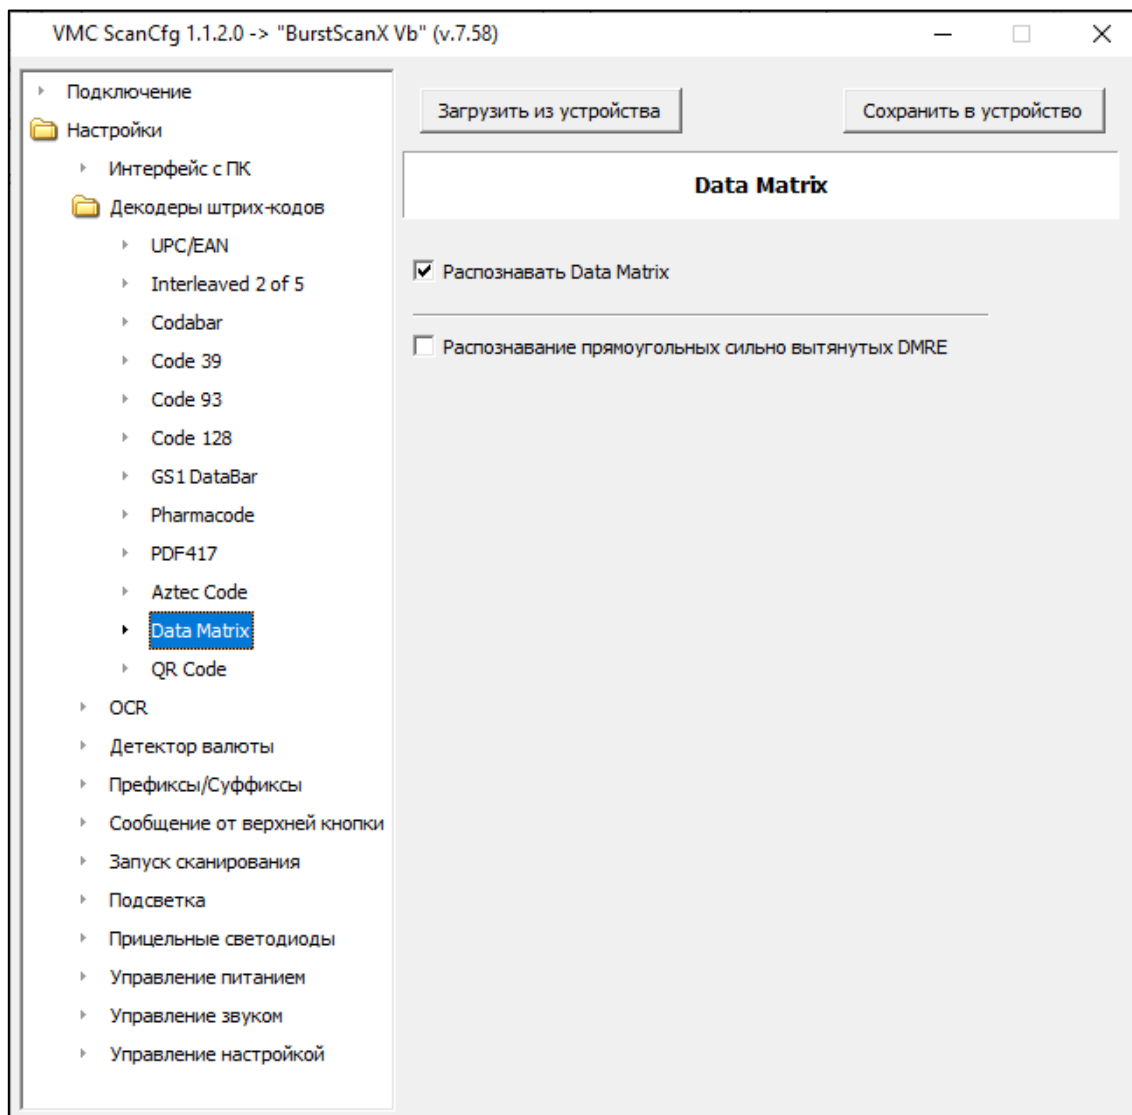 VMC ScanCfg 1.1.2.0 -> "BurstScanX Vb" (v.7.58)
Подключение
Настройки
Интерфейс с ПК
Декодеры штрих-кодов
UPC/EAN
Interleaved 2 of 5
Codabar
Code 39
Code 93
Code 128
GS1 DataBar
Pharmacode
PDF417
Aztec Code
Data Matrix
QR Code
OCR
Детектор валюты
Префиксы/Суффиксы
Сообщение от верхней кнопки
Запуск сканирования
Подсветка
Прицельные светодиоды
Управление питанием
Управление звуком
Управление настройкой
Загрузить из устройства
Сохранить в устройство
Data Matrix
Распознавать Data Matrix
Распознавание прямоугольных сильно вытянутых DMRE